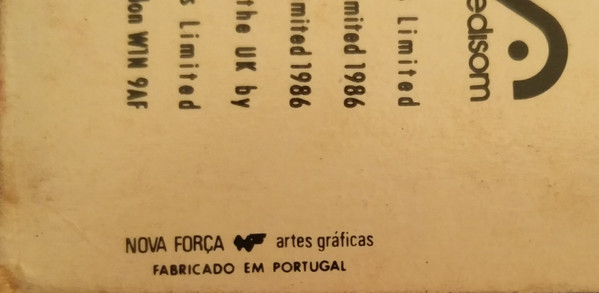 edisom
Limited
mited 1986
imited 1986
the UK by
s Limited
don W1N 9AF
NOVA FORÇA artes gráficas
FABRICADO EM PORTUGAL